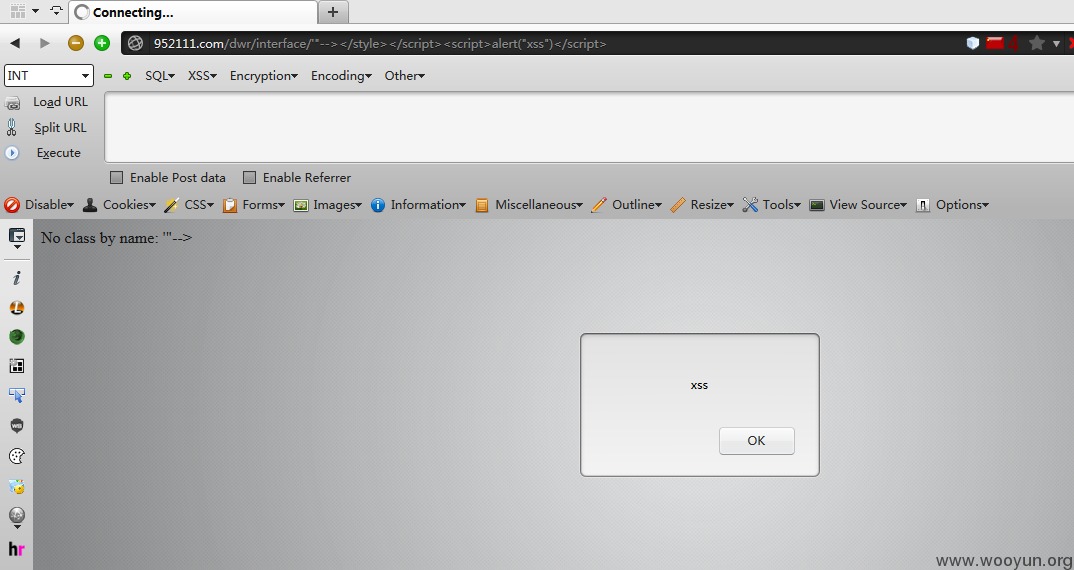 Connecting...
952111.com/dwr/interface/'"--></style></script><script>alert("xss")</script>
INT SQL XSS Encryption Encoding Other
Load URL
Split URL
Execute
Enable Post data Enable Referrer
Disable Cookies CSS Forms Images Information Miscellaneous Outline Resize Tools View Source Options
No class by name: '"-->
xss
OK
hr
www.wooyun.org